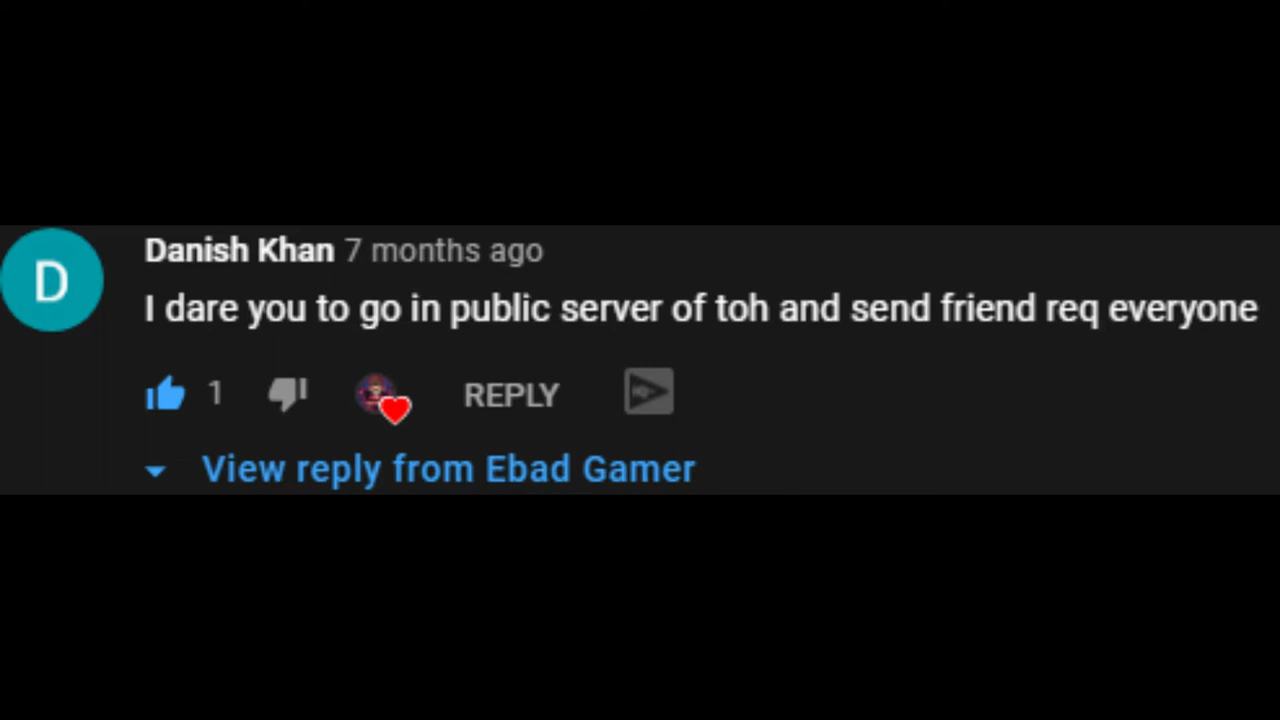 D
Danish Khan 7 months ago
I dare you to go in public server of toh and send friend req everyone
1 REPLY
View reply from Ebad Gamer